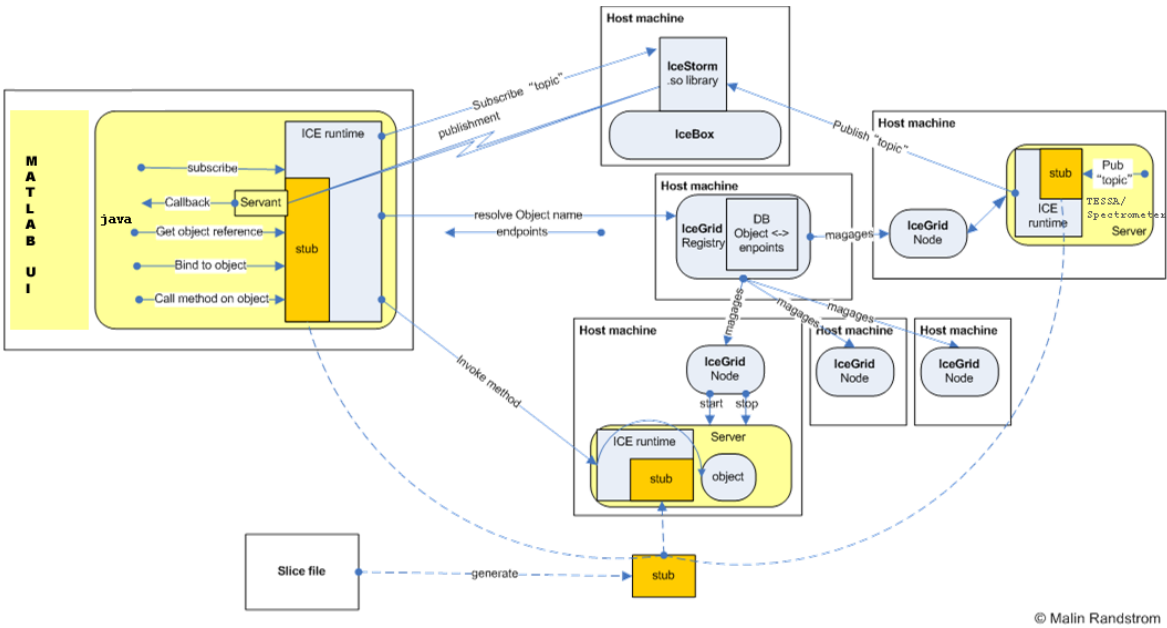 Host machine
IceStorm
.so library
IceBox
Subscribe "topic"
publishment
Publish "topic"
MATLAB UI
java
ICE runtime
subscribe
Callback
Servant
Get object reference
Bind to object
Call method on object
stub
Host machine
stub
Pub
"topic"
ICE
runtime
TESSA/
Spectrometer
Server
IceGrid
Node
Host machine
IceGrid
Registry
DB
Object <->
enpoints
resolve Object name
endpoints
magages
magages
magages
magages
Host machine
IceGrid
Node
start
stop
Server
ICE runtime
stub
object
Host machine
IceGrid
Node
Host machine
IceGrid
Node
Invoke method
Slice file
generate
stub
© Malin Randstrom